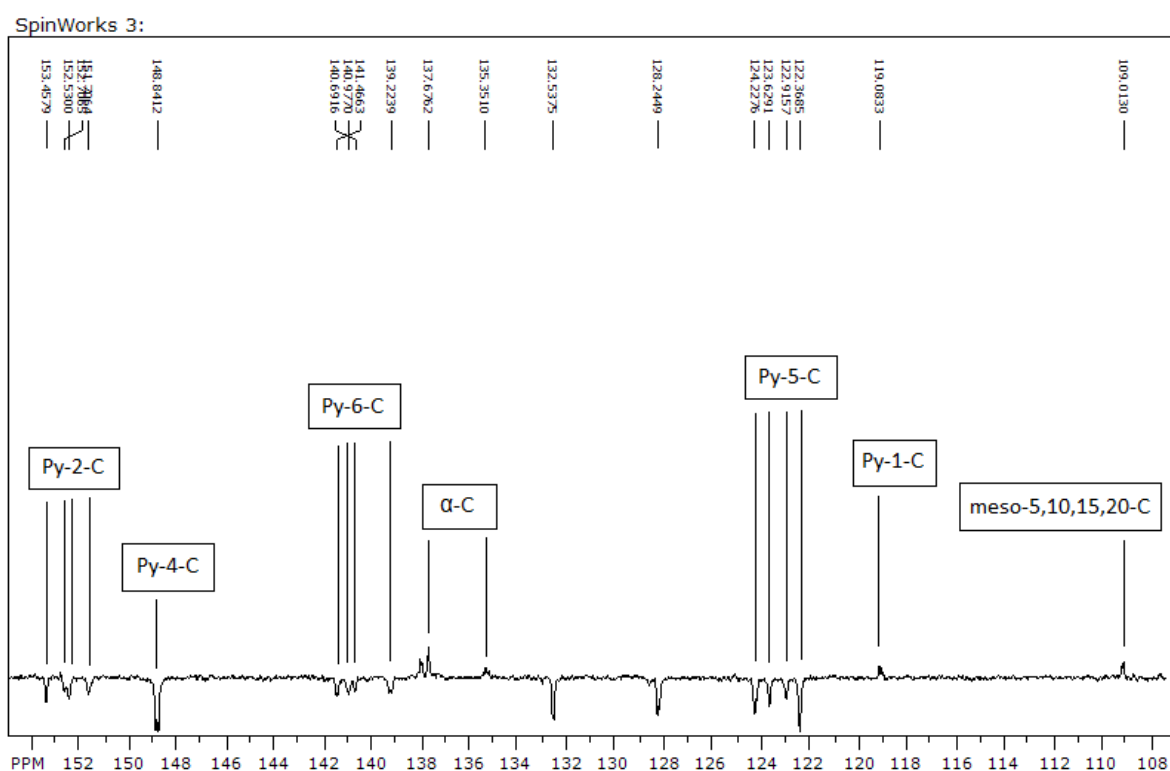 SpinWorks 3:
153.4579
152.5300
148.8412
140.6916
140.9770
141.4663
139.2239
137.6762
135.3510
132.5375
128.2449
124.2276
123.6291
122.9157
122.3685
119.0833
109.0130
Py-5-C
Py-6-C
Py-2-C
Py-1-C
α-C
meso-5,10,15,20-C
Py-4-C
PPM 152 150 148 146 144 142 140 138 136 134 132 130 128 126 124 122 120 118 116 114 112 110 108